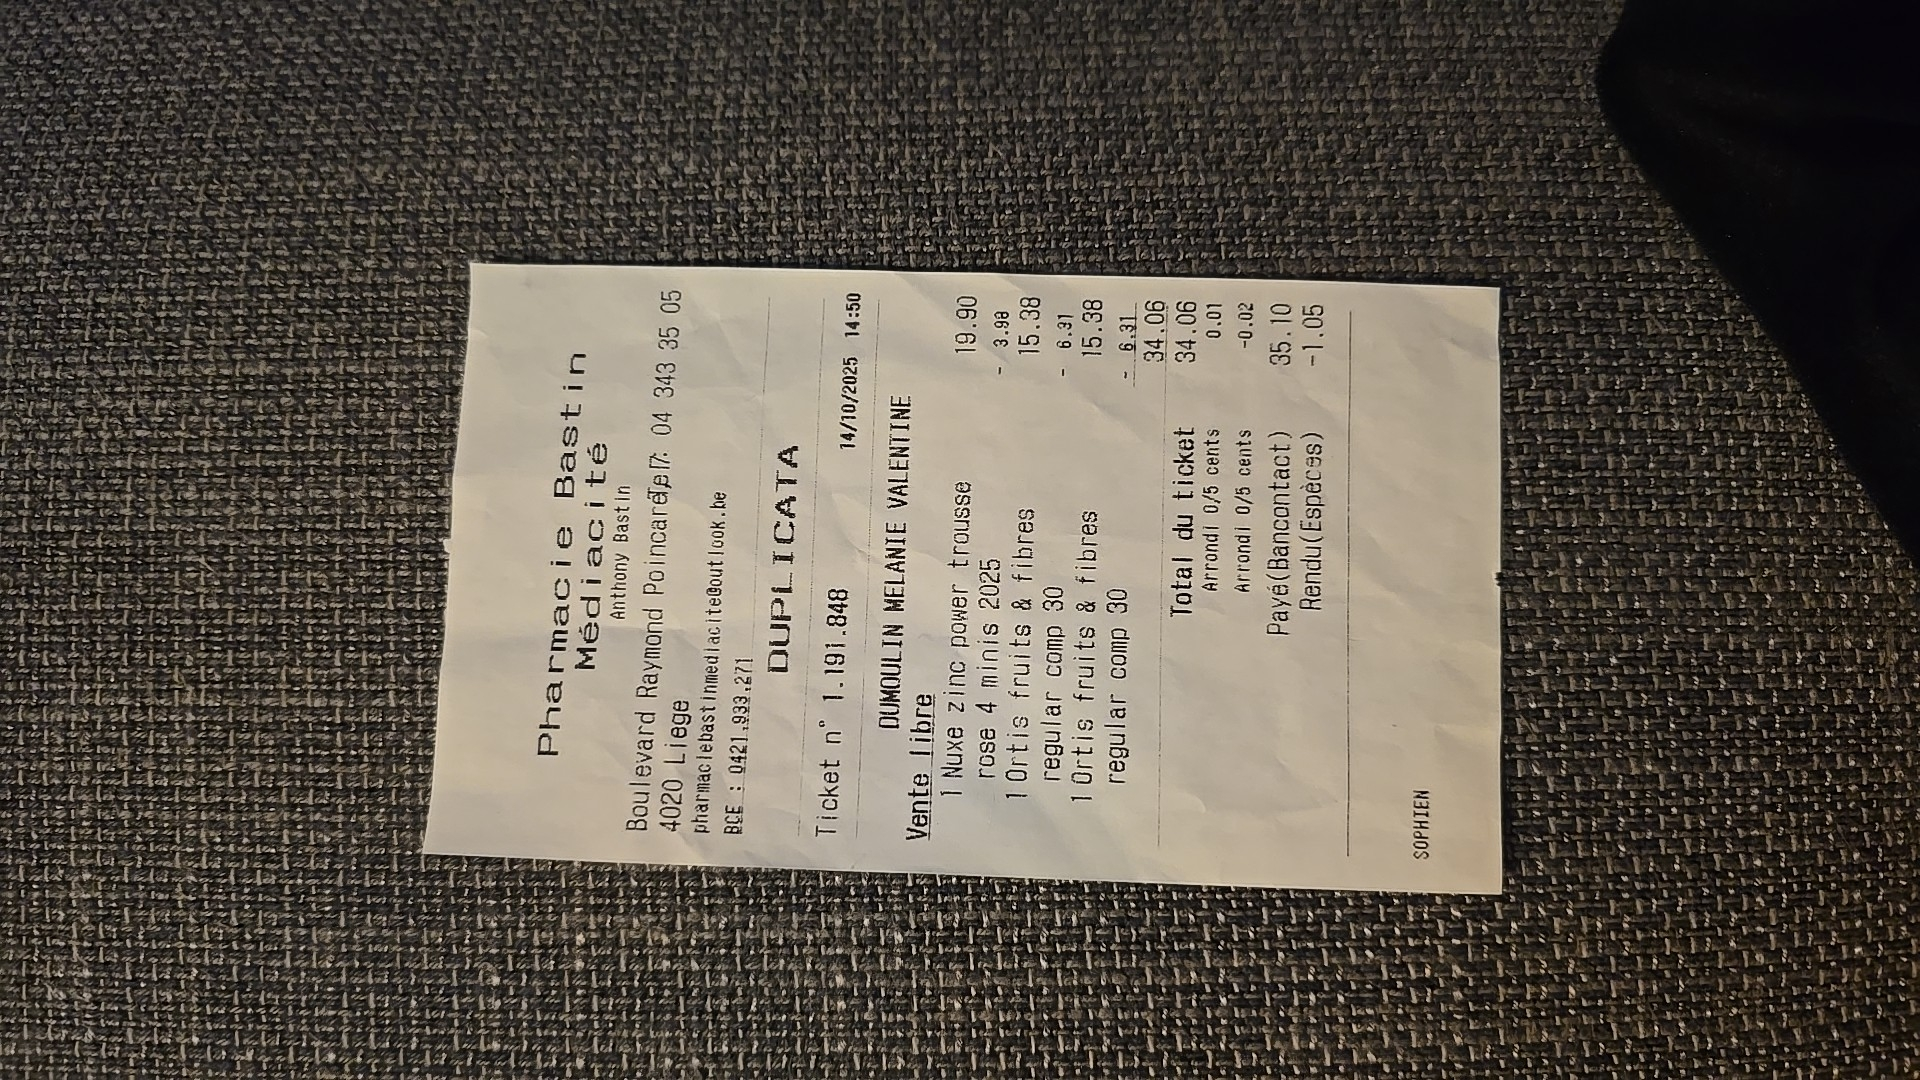 Pharmacie Bastin
Médiacité
Anthony Bastin
Boulevard Raymond Poincaré 7: 04 343 35 05
4020 Liege
pharmaciebastinmediacite@outlook.be
BCE : 0421.933.271
DUPLICATA
Ticket n° 1.191.848 14/10/2025 14:50
DUMOULIN MELANIE VALENTINE
Vente libre
1 Nuxe zinc power trousse 19.90
rose 4 minis 2025 - 3.98
1 Ortis fruits & fibres 15.38
regular comp 30 - 6.31
1 Ortis fruits & fibres 15.38
regular comp 30 - 6.31
34.06
Total du ticket 34.06
Arrondi 0/5 cents 0.01
Arrondi 0/5 cents -0.02
Payé(Bancontact) 35.10
Rendu(Espèces) -1.05
SOPHIEN